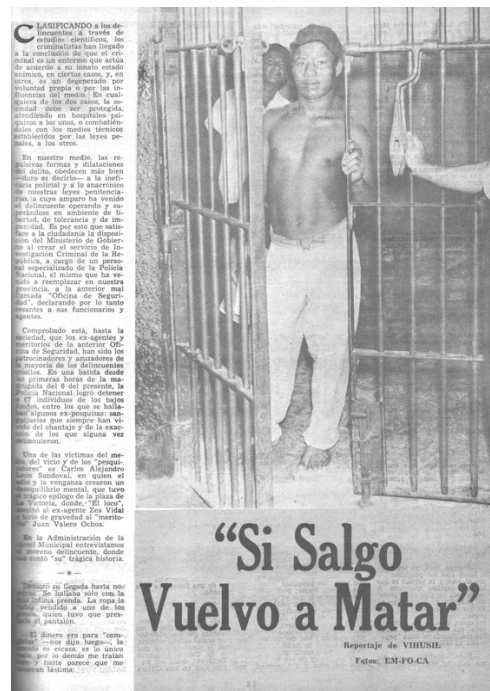 CLASIFICANDO a los de-
lincuentes a través de
estudios científicos, los
criminalistas han llegado
a la conclusión de que el cri-
minal es un enfermo que actúa
de acuerdo a su innato estado
anímico, en ciertos casos, y, en
otros, es un degenerado por
voluntad propia o por las in-
fluencias del medio. En cual-
quiera de los dos casos, la so-
ciedad debe ser protegida,
atendiendo en hospitales psí-
quicos a los unos, o combatién-
dolos con los medios técnicos
establecidos por las leyes pe-
nales, a los otros.
En nuestro medio, las re-
pulsivas formas y dilataciones
del delito, obedecen más bien
—duro es decirlo— a la inefi-
cacia policial y a lo anacrónico
de nuestras leyes penitencia-
rias, a cuyo amparo ha venido
el delincuente operando y su-
perándose en ambiente de li-
bertad, de tolerancia y de im-
punidad. Es por esto que satis-
face a la ciudadanía la disposi-
ción del Ministerio de Gobier-
no al crear el servicio de In-
vestigación Criminal de la Re-
pública, a cargo de un perso-
nal especializado de la Policía
Nacional, el mismo que ha ve-
nido a reemplazar en nuestra
provincia, a la anterior mal
llamada "Oficina de Seguri-
dad", declarando por lo tanto
cesantes a sus funcionarios y
agentes.
Comprobado está, hasta la
saciedad, que los ex-agentes y
meritorios de la anterior Ofi-
cina de Seguridad, han sido los
patrocinadores y azuzadores de
la mayoría de los delincuentes
criollos. En una batida desde
las primeras horas de la ma-
drugada del 6 del presente, la
Policía Nacional logró detener
a 67 individuos de los bajos
fondos, entre los que se halla-
ban algunos ex-pesquisas: san-
guijuelas que siempre han vi-
vido del chantaje y de la exac-
ción de los que alguna vez
delinquieron.
Una de las víctimas del me-
dio, del vicio y de los "pesqui-
sadores" es Carlos Alejandro
León Sandoval, en quien el
odio y la venganza crearon un
desequilibrio mental, que tuvo
el trágico epílogo de la plaza de
La Victoria, donde, "El loco",
asesinó al ex-agente Zea Vidal
e hirió de gravedad al "merito-
rio" Juan Valero Ochoa.
En la Administración de la
Cárcel Municipal entrevistamos
al moreno delincuente, donde
nos contó "su" trágica historia.
—*—
Demoró su llegada hasta nos-
otros. Se hallaba sólo con la
más íntima prenda. La ropa la
había vendido a uno de los
quien tuvo que pres-
tarle el pantalón.
—El dinero era para "com-
—nos dijo luego—, la
comida es escasa, es lo único
por lo demás me tratan
bien y hasta parece que me
tuvieran lástima.
"Si Salgo
Vuelvo a Matar"
Reportaje de VIHUSIL
Fotos: EM-FO-CA